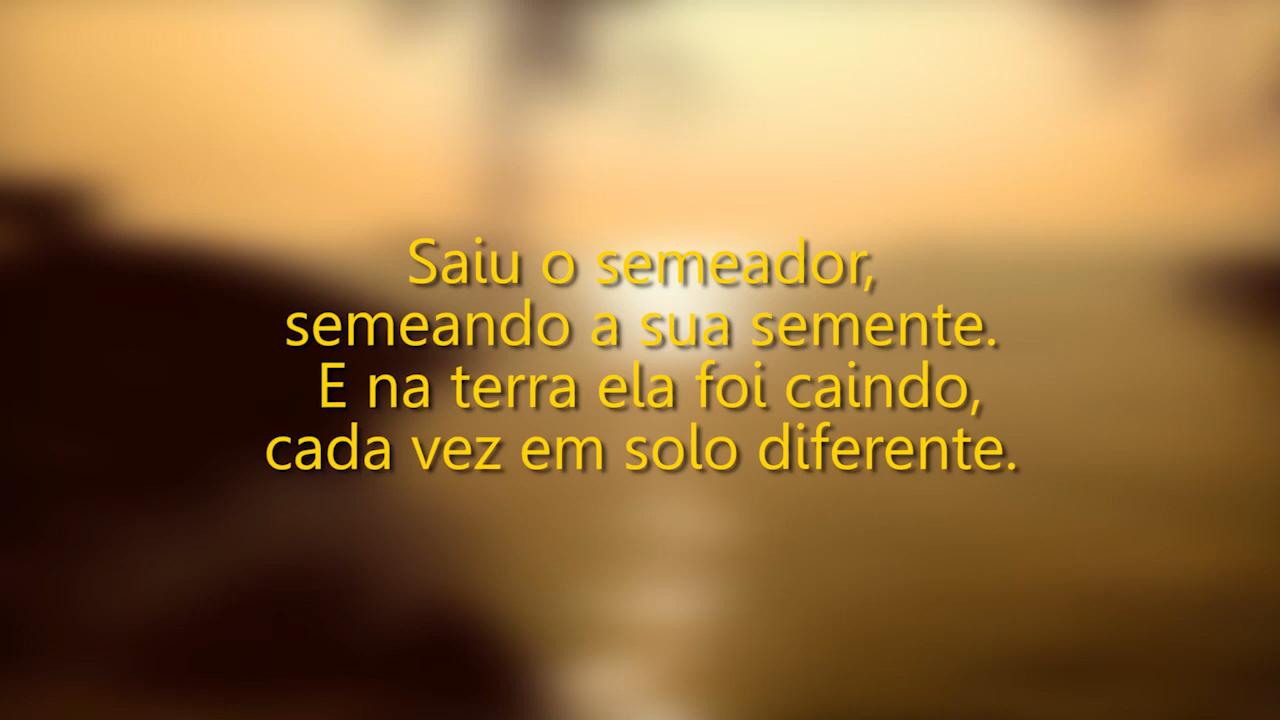 Saiu o semeador,
semeando a sua semente.
E na terra ela foi caindo,
cada vez em solo diferente.